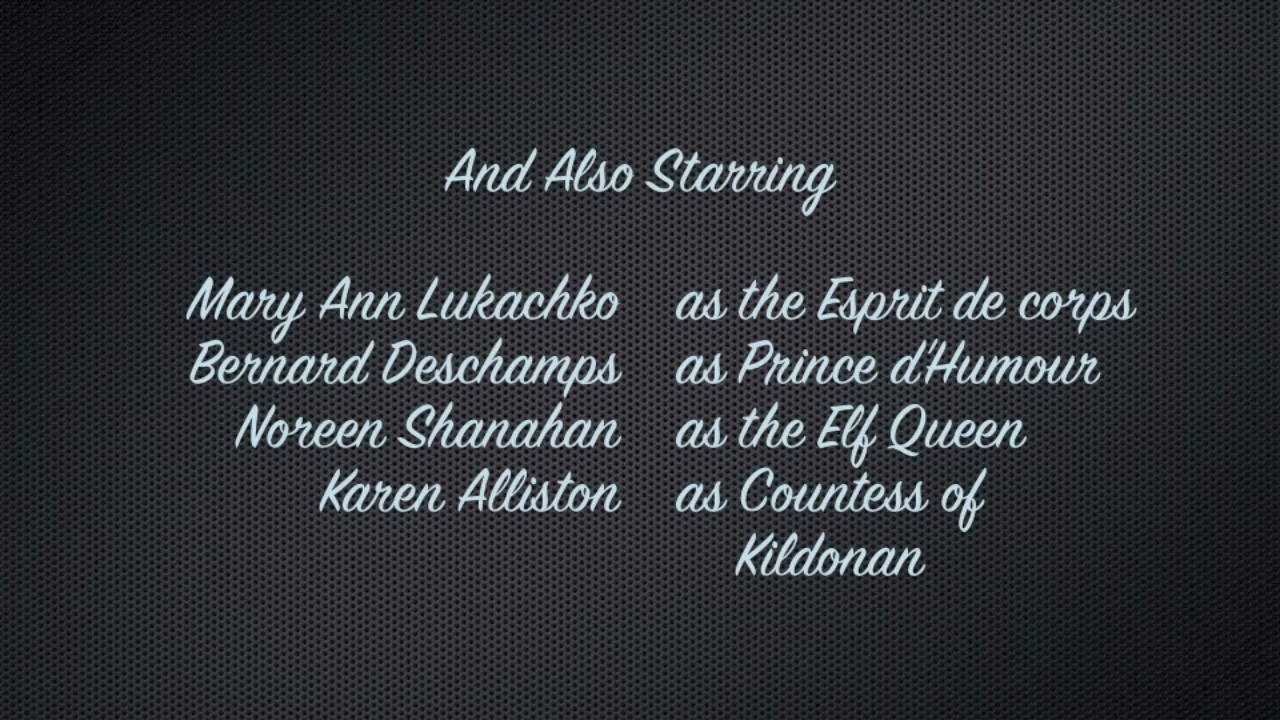 And Also Starring
Mary Ann Lukachko as the Esprit de corps
Bernard Deschamps as Prince d'Humour
Noreen Shanahan as the Elf Queen
Karen Alliston as Countess of
Kildonan